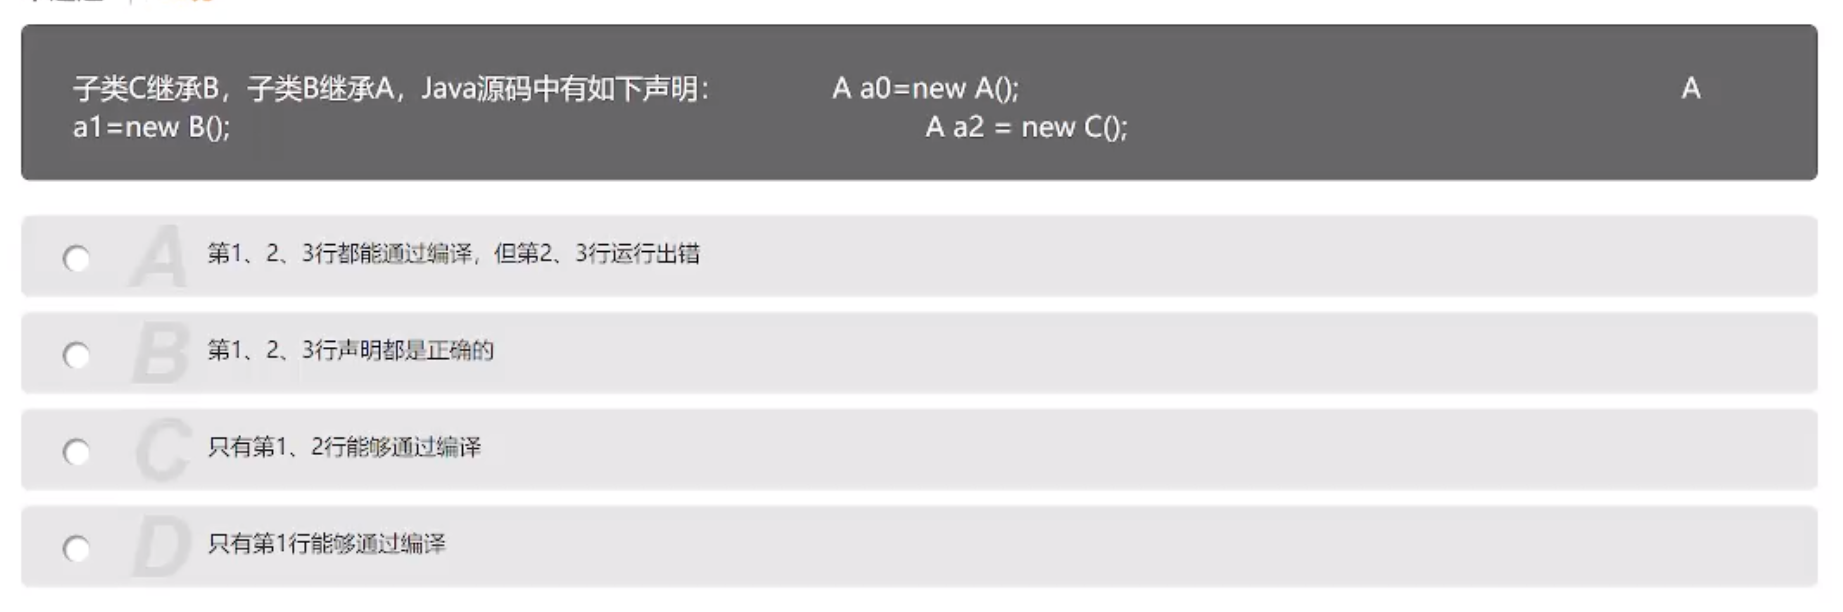 子类C继承B，子类B继承A，Java源码中有如下声明： A a0=new A(); A
a1=new B(); A a2 = new C();
A 第1、2、3行都能通过编译，但第2、3行运行出错
B 第1、2、3行声明都是正确的
C 只有第1、2行能够通过编译
D 只有第1行能够通过编译